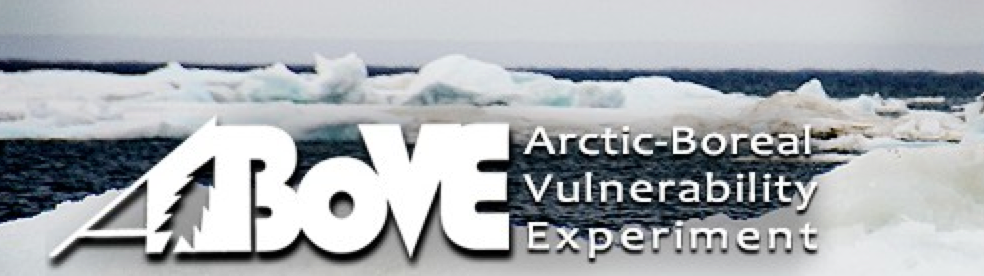 ABoVE
Arctic-Boreal
Vulnerability
Experiment